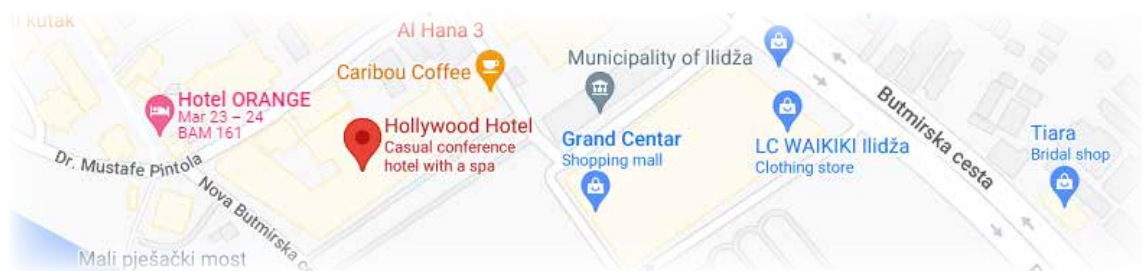 kutak
Al Hana 3
Caribou Coffee
Municipality of Ilidža
Hotel ORANGE
Mar 23 – 24
BAM 161
Hollywood Hotel
Casual conference
hotel with a spa
Grand Centar
Shopping mall
LC WAIKIKI Ilidža
Clothing store
Butmirska cesta
Tiara
Bridal shop
Dr. Mustafe Pintola
Nova Butmirska c
Mali pješački most